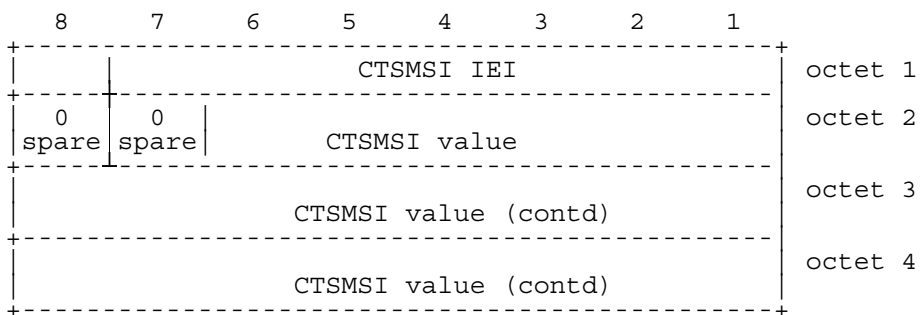 8 7 6 5 4 3 2 1
CTSMSI IEI octet 1
0 0 octet 2
spare spare CTSMSI value
octet 3
CTSMSI value (contd)
octet 4
CTSMSI value (contd)